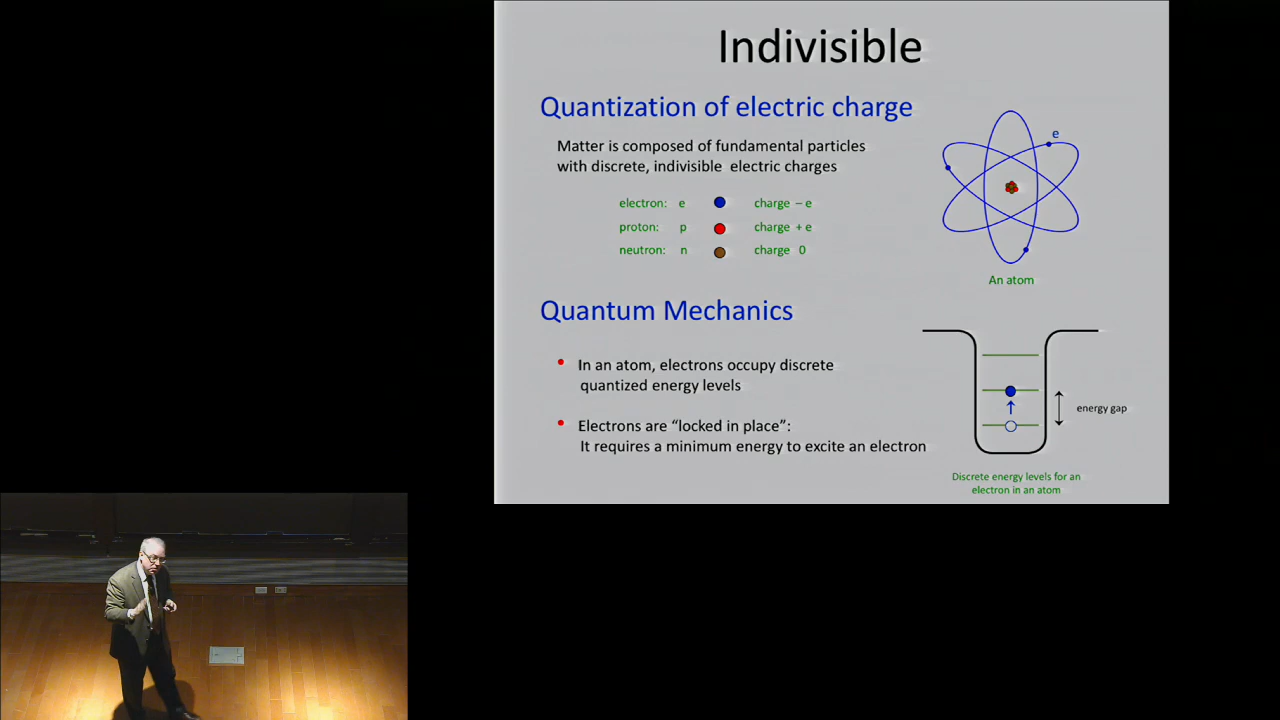 Indivisible
Quantization of electric charge
Matter is composed of fundamental particles
with discrete, indivisible electric charges
electron: e charge – e
proton: p charge + e
neutron: n charge 0
e
An atom
Quantum Mechanics
• In an atom, electrons occupy discrete
quantized energy levels
• Electrons are “locked in place”:
It requires a minimum energy to excite an electron
energy gap
Discrete energy levels for an
electron in an atom